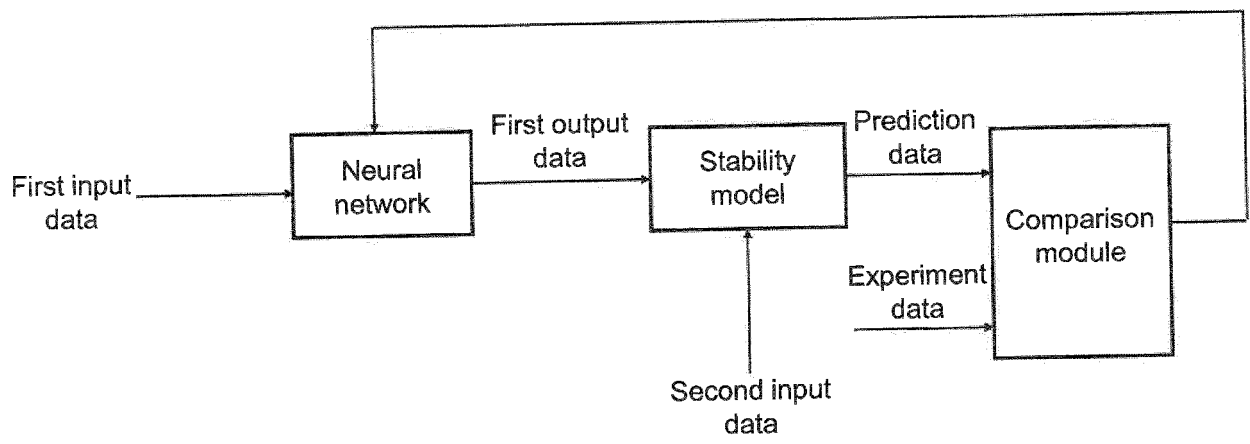 First input
data
Neural
network
First output
data
Stability
model
Second input
data
Prediction
data
Experiment
data
Comparison
module